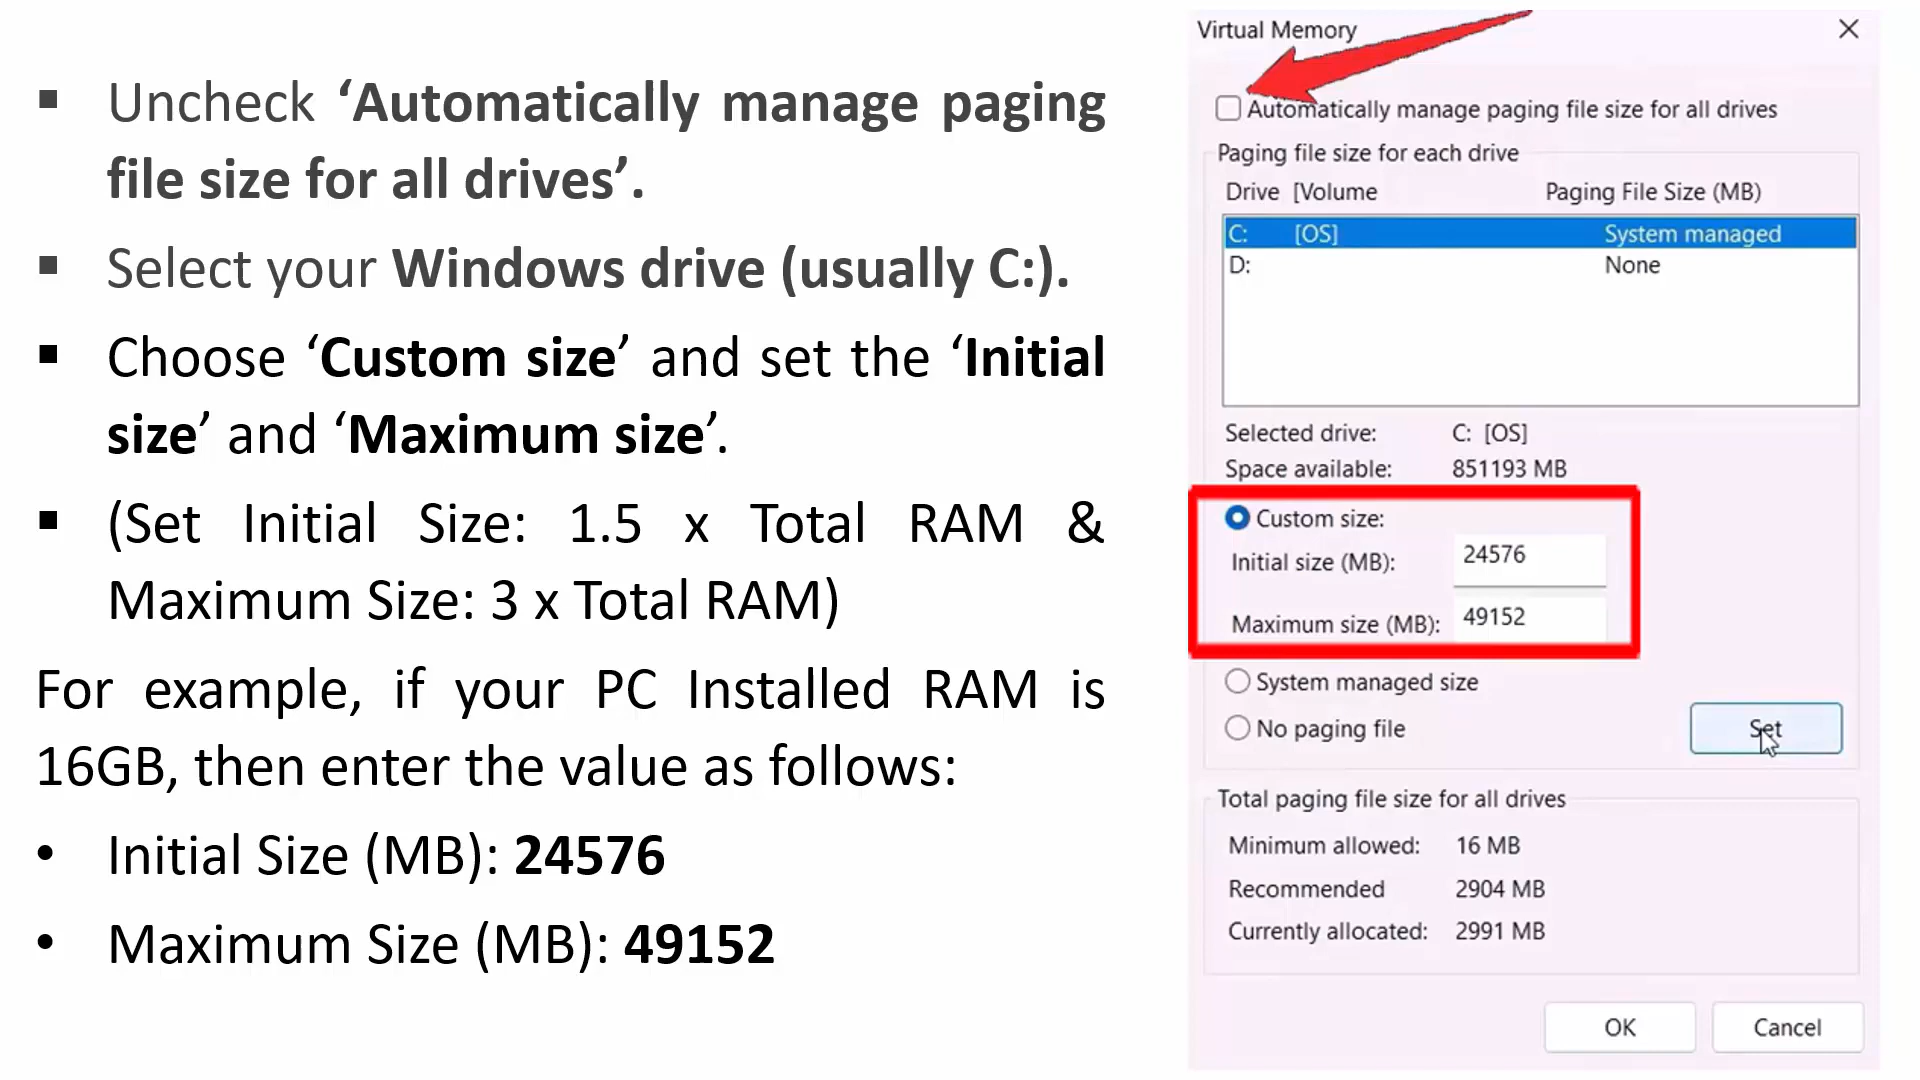 ▪ Uncheck ‘Automatically manage paging
file size for all drives’.
▪ Select your Windows drive (usually C:).
▪ Choose ‘Custom size’ and set the ‘Initial
size’ and ‘Maximum size’.
▪ (Set Initial Size: 1.5 x Total RAM &
Maximum Size: 3 x Total RAM)
For example, if your PC Installed RAM is
16GB, then enter the value as follows:
• Initial Size (MB): 24576
• Maximum Size (MB): 49152
Virtual Memory
Automatically manage paging file size for all drives
Paging file size for each drive
Drive [Volume Paging File Size (MB)
C: [OS] System managed
D: None
Selected drive: C: [OS]
Space available: 851193 MB
Custom size:
Initial size (MB): 24576
Maximum size (MB): 49152
System managed size
No paging file
Set
Total paging file size for all drives
Minimum allowed: 16 MB
Recommended 2904 MB
Currently allocated: 2991 MB
OK Cancel